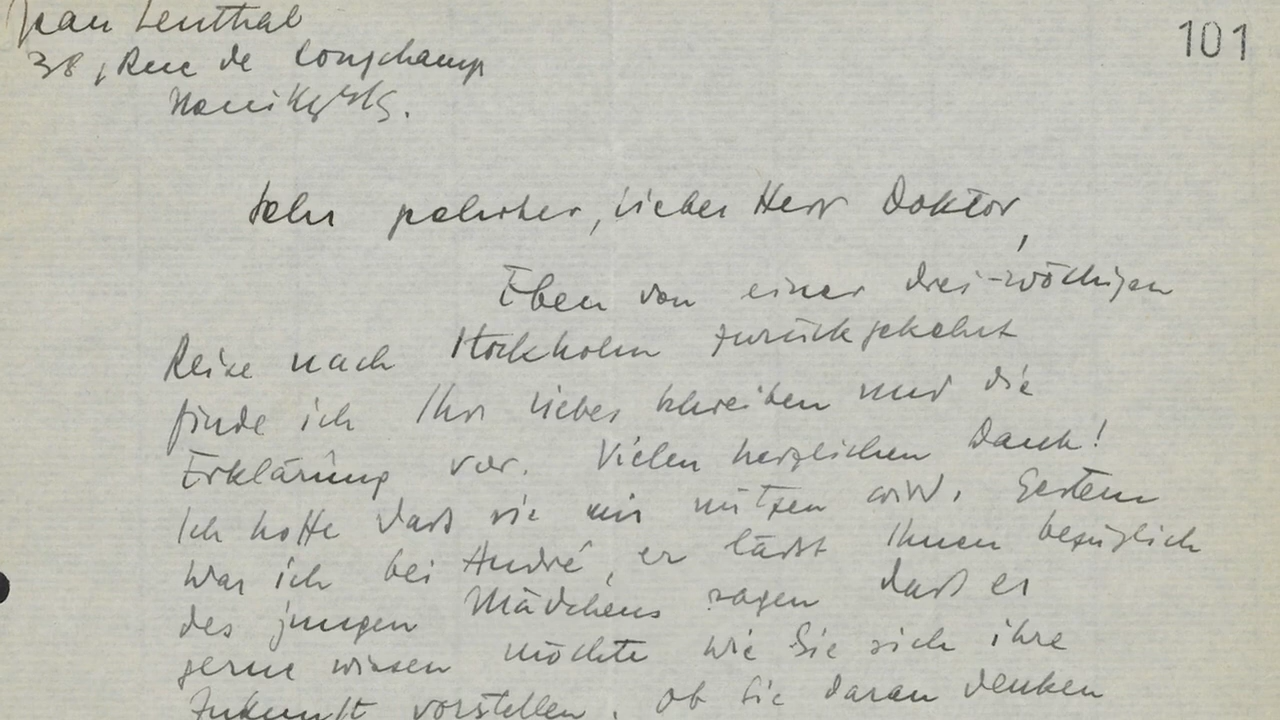 Jean Lenthal
101
38, Rue de Longchamp
Neuilly s/S.
Sehr geehrter, lieber Herr Doktor,
Eben von einer drei-wöchigen
Reise nach Stockholm zurückgekehrt
finde ich Ihr liebes Schreiben und die
Erklärung vor. Vielen herzlichen Dank!
Ich hoffe dass sie mir nützen wird. Gestern
war ich bei André, er lässt Ihnen bezüglich
des jungen Mädchens sagen dass er
gerne wissen möchte wie Sie sich ihre
Zukunft vorstellen. Ob Sie daran denken